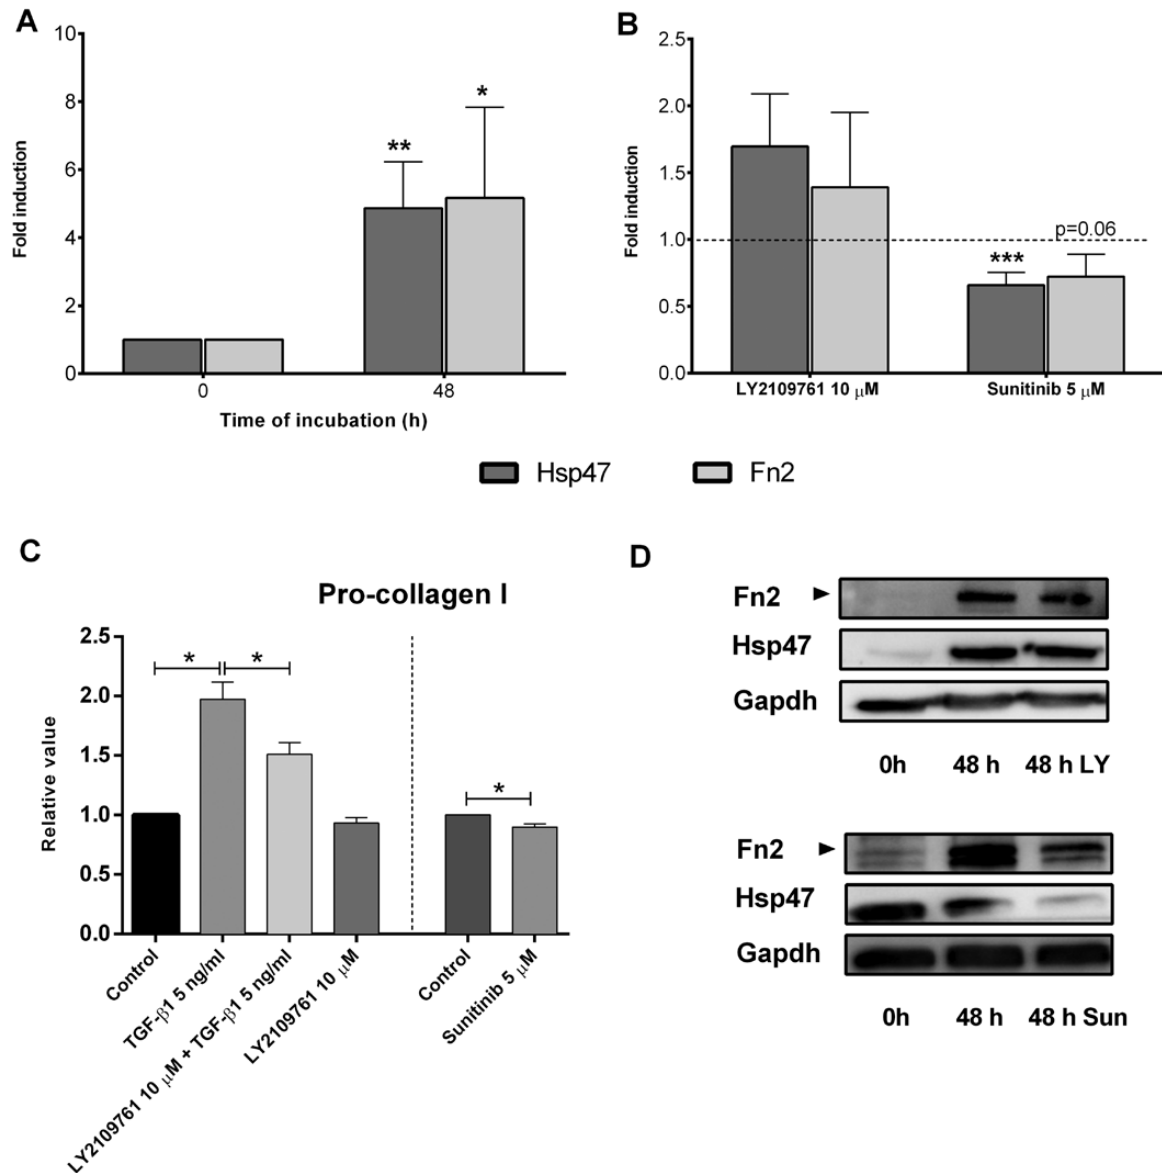 A
B
10
8
6
4
2
0
Fold induction
**
*
0
48
Time of incubation (h)
2.5
2.0
1.5
1.0
0.5
0.0
Fold induction
p=0.06
***
LY2109761 10 μM
Sunitinib 5 μM
Hsp47
Fn2
C
Pro-collagen I
2.5
2.0
1.5
1.0
0.5
0.0
Relative value
*
*
*
Control
TGF-β1 5 ng/ml
LY2109761 10 μM + TGF-β1 5 ng/ml
LY2109761 10 μM
Control
Sunitinib 5 μM
D
Fn2
Hsp47
Gapdh
0h 48 h 48 h LY
Fn2
Hsp47
Gapdh
0h 48 h 48 h Sun